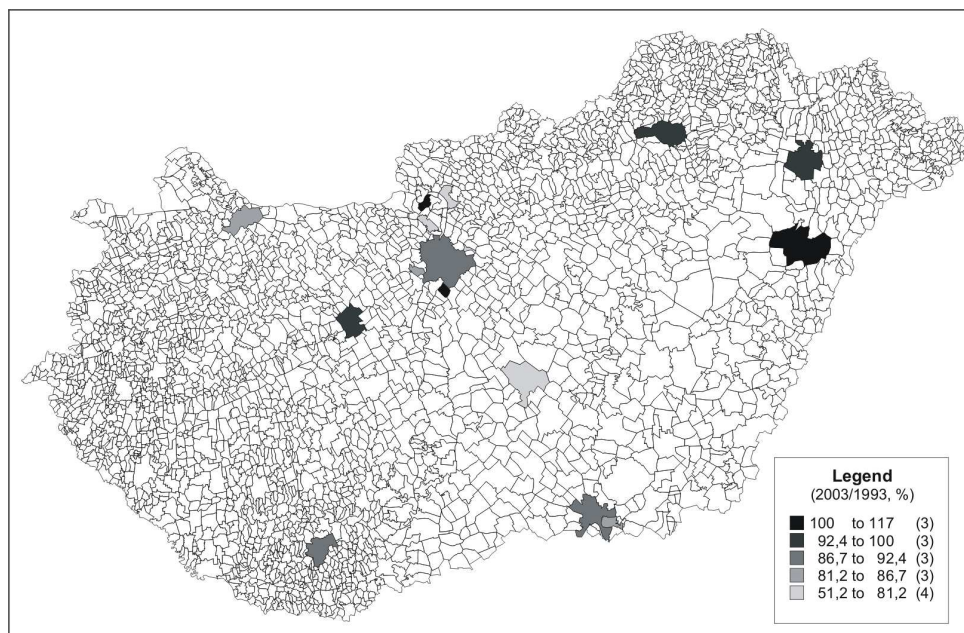 Legend
(2003/1993, %)
100 to 117 (3)
92,4 to 100 (3)
86,7 to 92,4 (3)
81,2 to 86,7 (3)
51,2 to 81,2 (4)